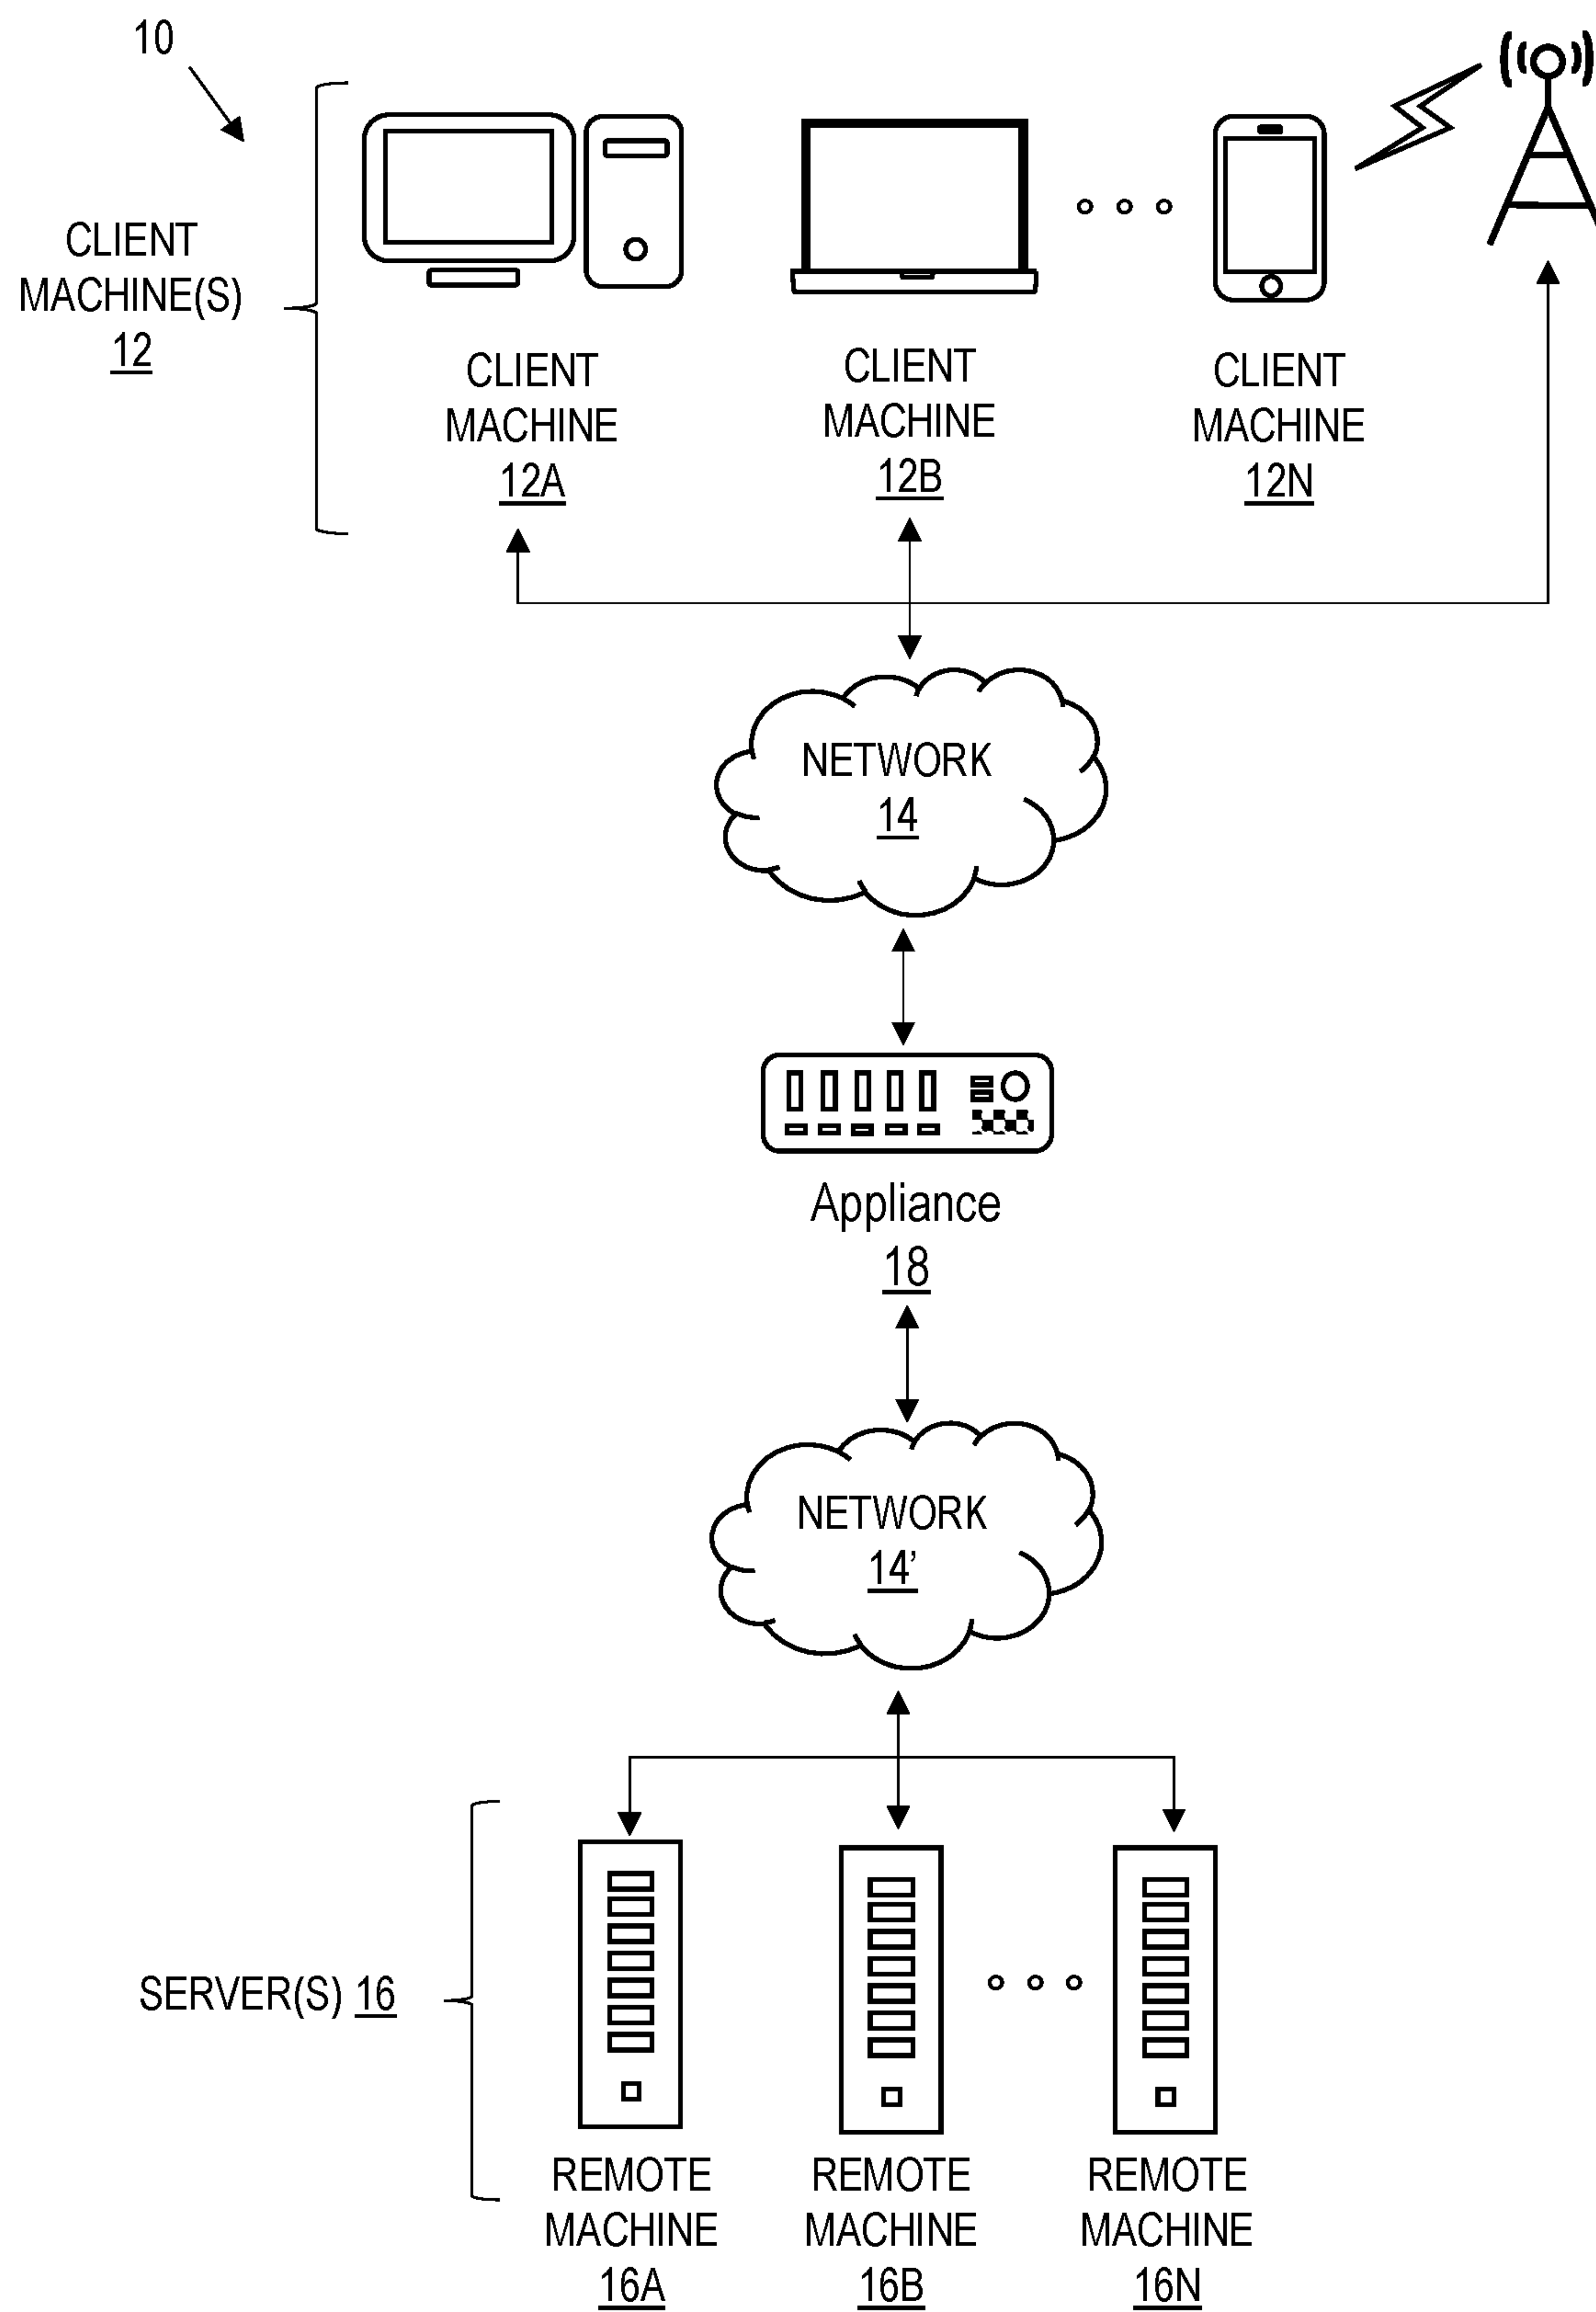 10
CLIENT
MACHINE(S)
12
CLIENT
MACHINE
12A
CLIENT
MACHINE
12B
CLIENT
MACHINE
12N
NETWORK
14
Appliance
18
NETWORK
14’
SERVER(S) 16
REMOTE
MACHINE
16A
REMOTE
MACHINE
16B
REMOTE
MACHINE
16N